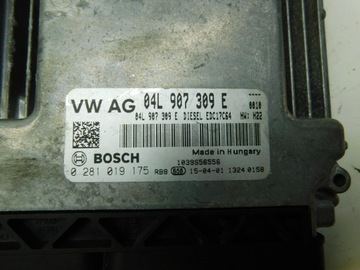 VW AG 04L 907 309 E 0010
04L 907 309 E DIESEL EDC17C64 HW: H22
BOSCH Made in Hungary
1039S56556
0 281 019 175 RBB 15-04-01 1324 0158